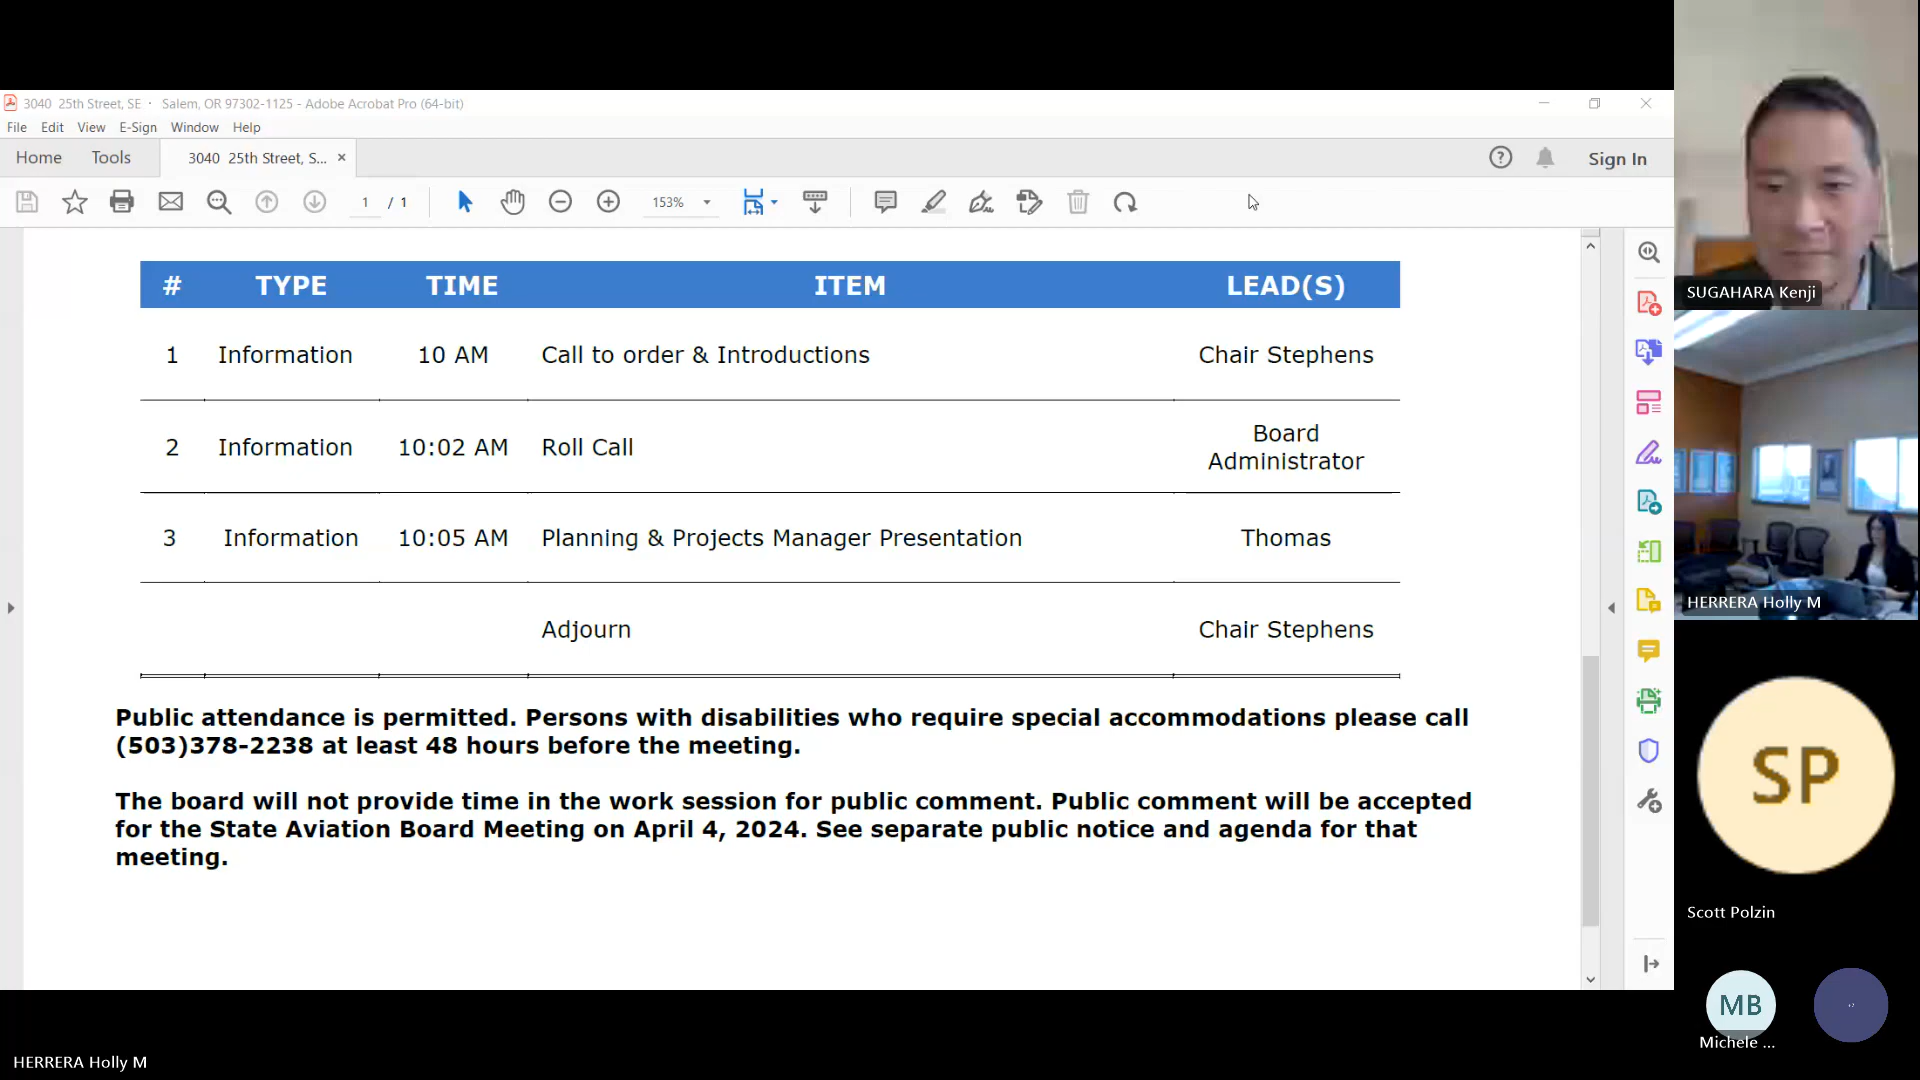 3040 25th Street, SE · Salem, OR 97302-1125 - Adobe Acrobat Pro (64-bit)
File Edit View E-Sign Window Help
Home Tools 3040 25th Street, S... × Sign In
1 / 1 153%
# TYPE TIME ITEM LEAD(S)
1 Information 10 AM Call to order & Introductions Chair Stephens
2 Information 10:02 AM Roll Call Board
Administrator
3 Information 10:05 AM Planning & Projects Manager Presentation Thomas
Adjourn Chair Stephens
Public attendance is permitted. Persons with disabilities who require special accommodations please call
(503)378-2238 at least 48 hours before the meeting.
The board will not provide time in the work session for public comment. Public comment will be accepted
for the State Aviation Board Meeting on April 4, 2024. See separate public notice and agenda for that
meeting.
SUGAHARA Kenji
HERRERA Holly M
SP
Scott Polzin
MB
Michele ...
HERRERA Holly M